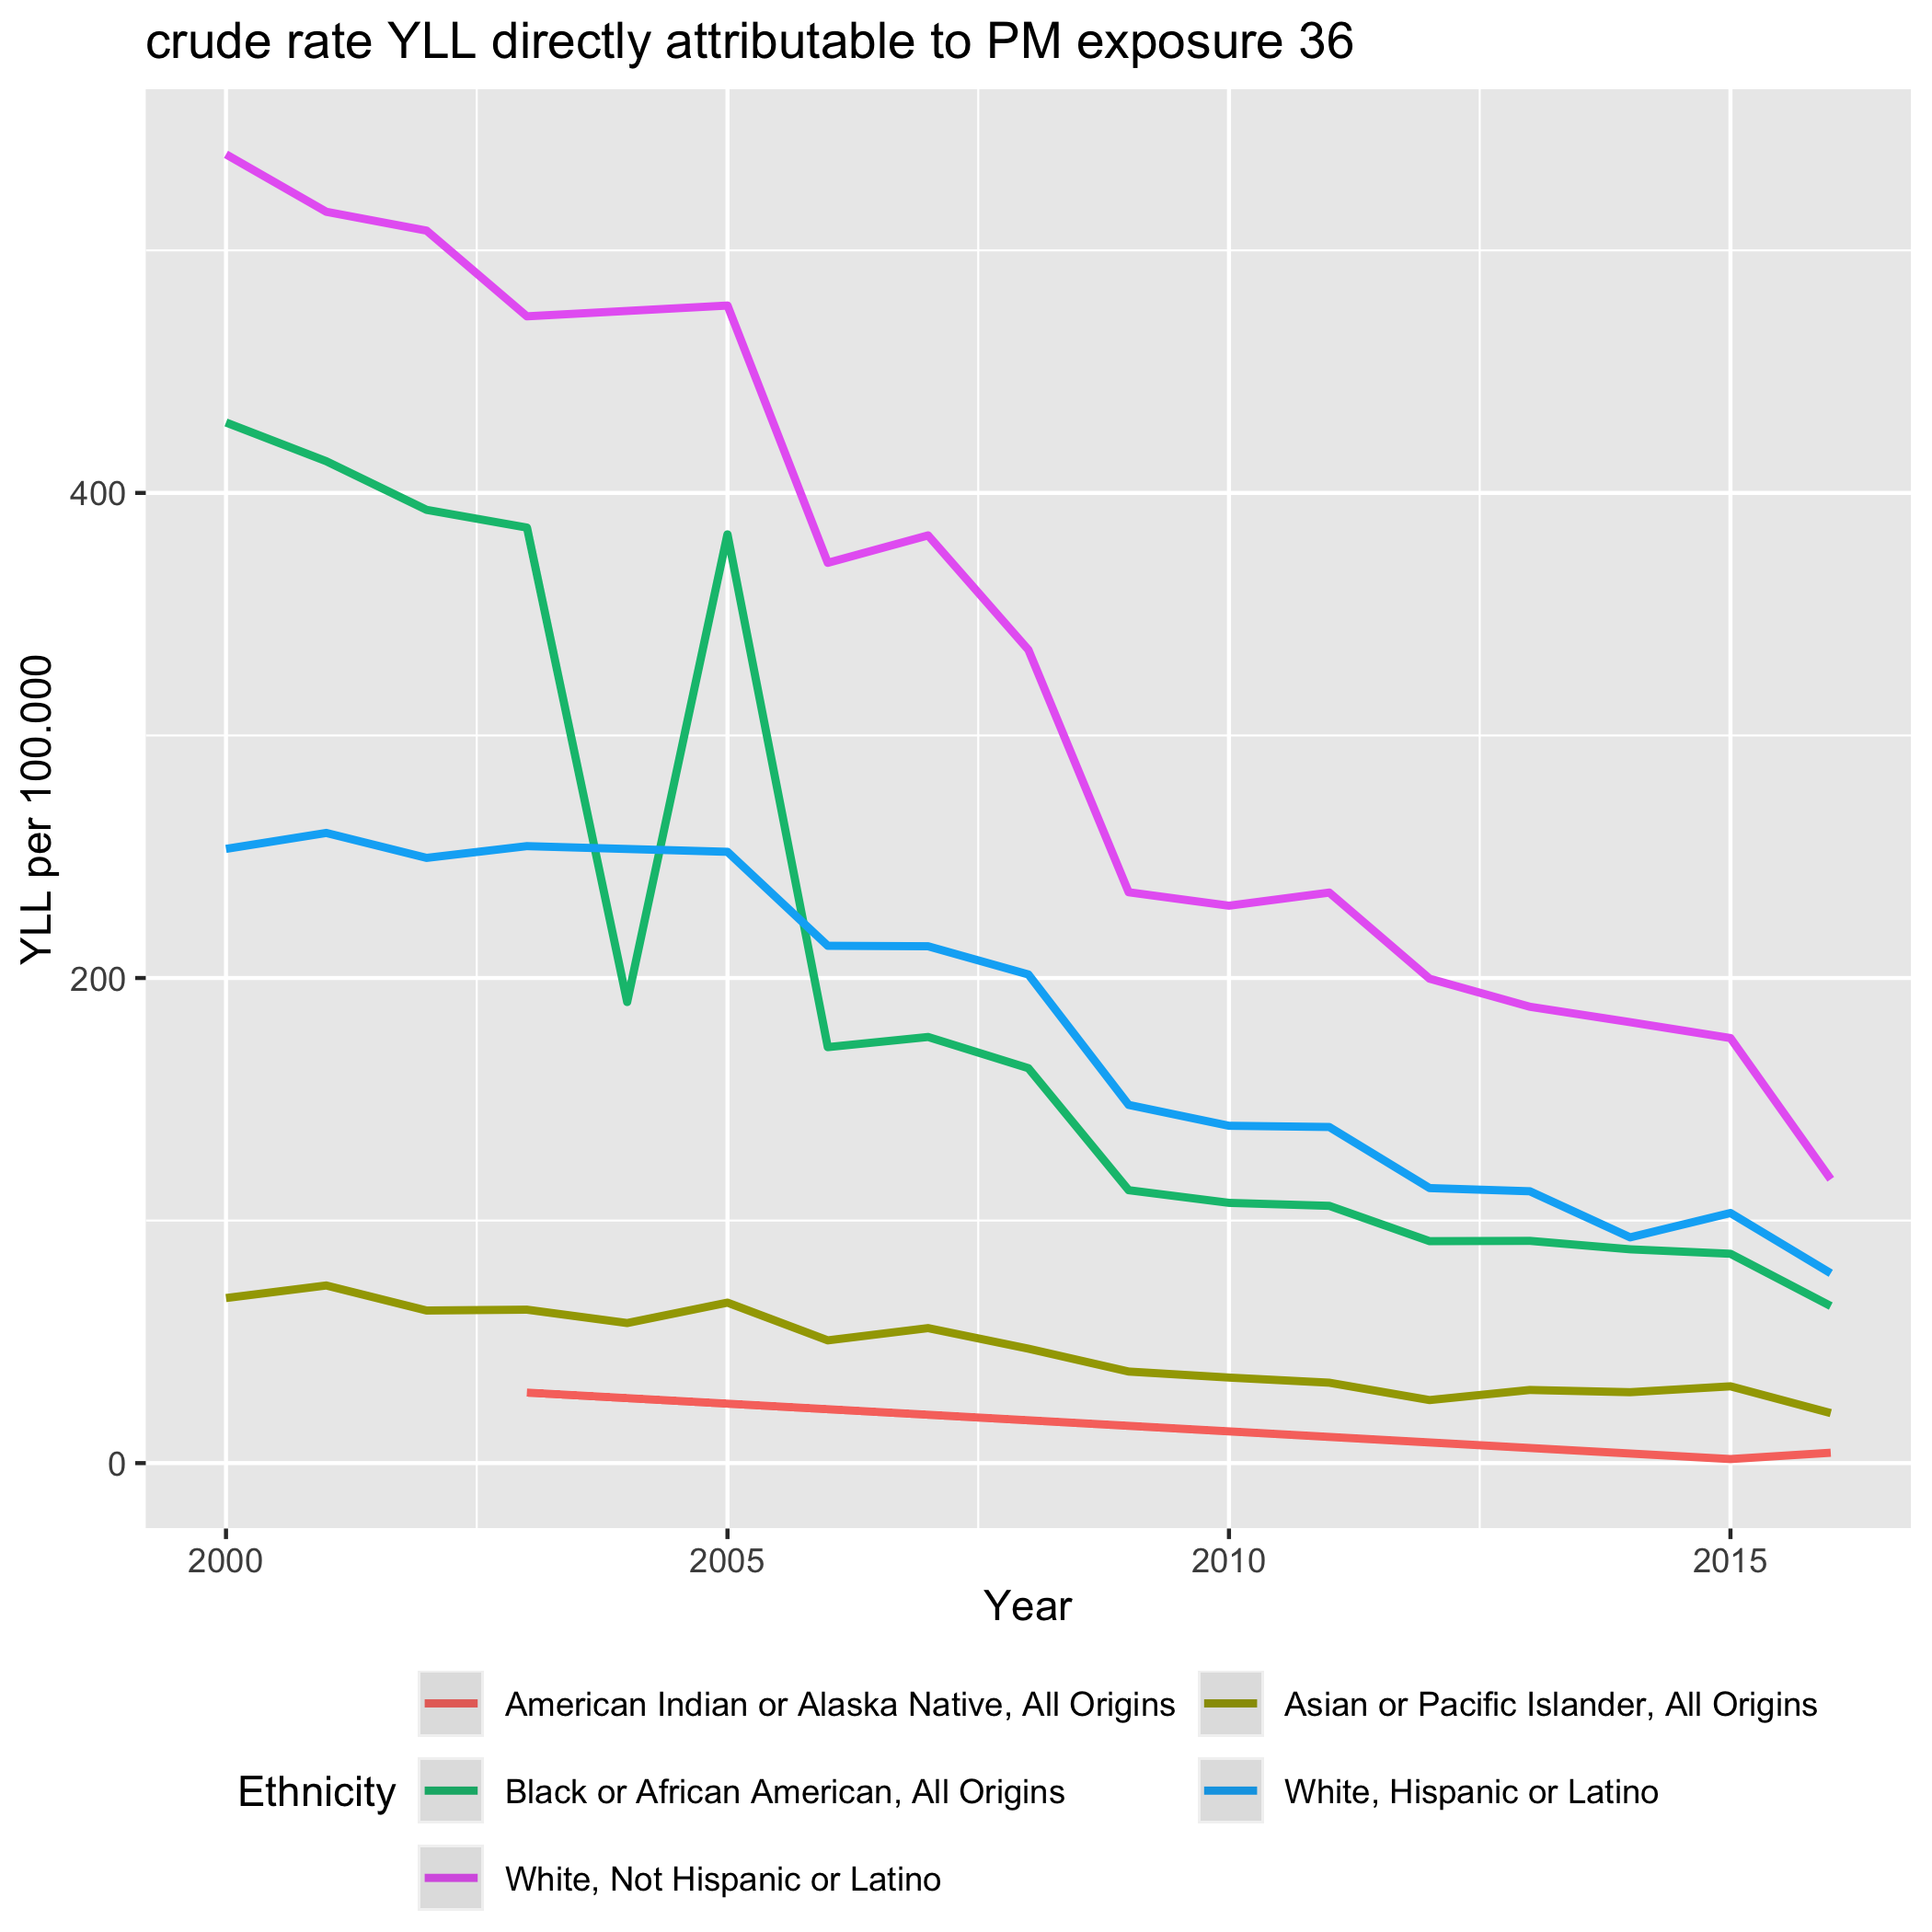 crude rate YLL directly attributable to PM exposure 36
YLL per 100.000
400
200
0
2000 2005 2010 2015
Year
Ethnicity
American Indian or Alaska Native, All Origins
Asian or Pacific Islander, All Origins
Black or African American, All Origins
White, Hispanic or Latino
White, Not Hispanic or Latino